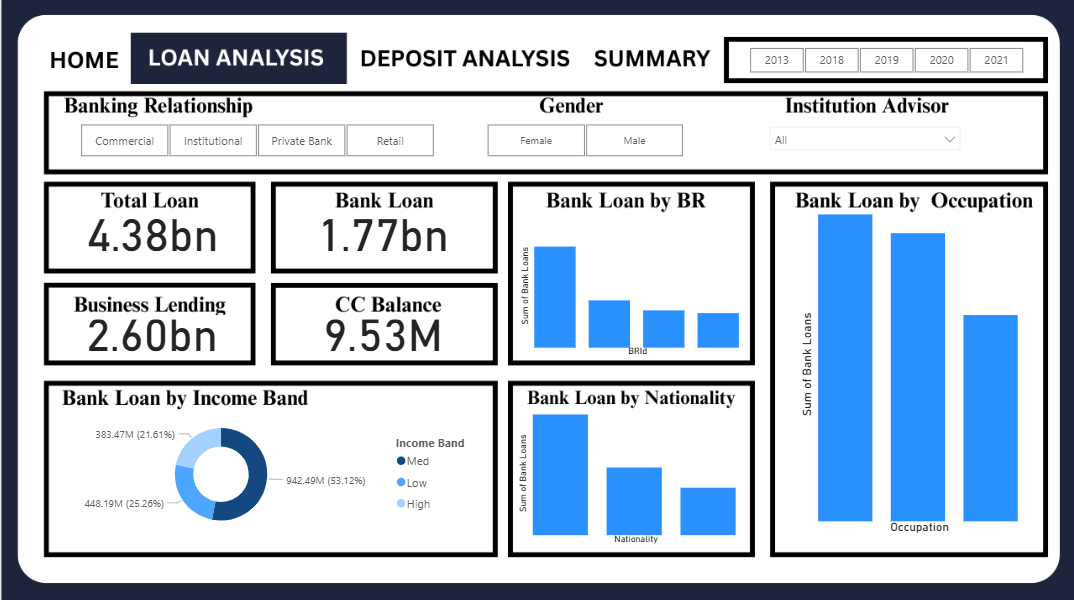 HOME LOAN ANALYSIS DEPOSIT ANALYSIS SUMMARY 2013 2018 2019 2020 2021
Banking Relationship Gender Institution Advisor
Commercial Institutional Private Bank Retail Female Male All
Total Loan
4.38bn
Bank Loan
1.77bn
Business Lending
2.60bn
CC Balance
9.53M
Bank Loan by BR
Sum of Bank Loans
BRId
Bank Loan by Occupation
Sum of Bank Loans
Occupation
Bank Loan by Income Band
383.47M (21.61%)
448.19M (25.26%)
942.49M (53.12%)
Income Band
Med
Low
High
Bank Loan by Nationality
Sum of Bank Loans
Nationality